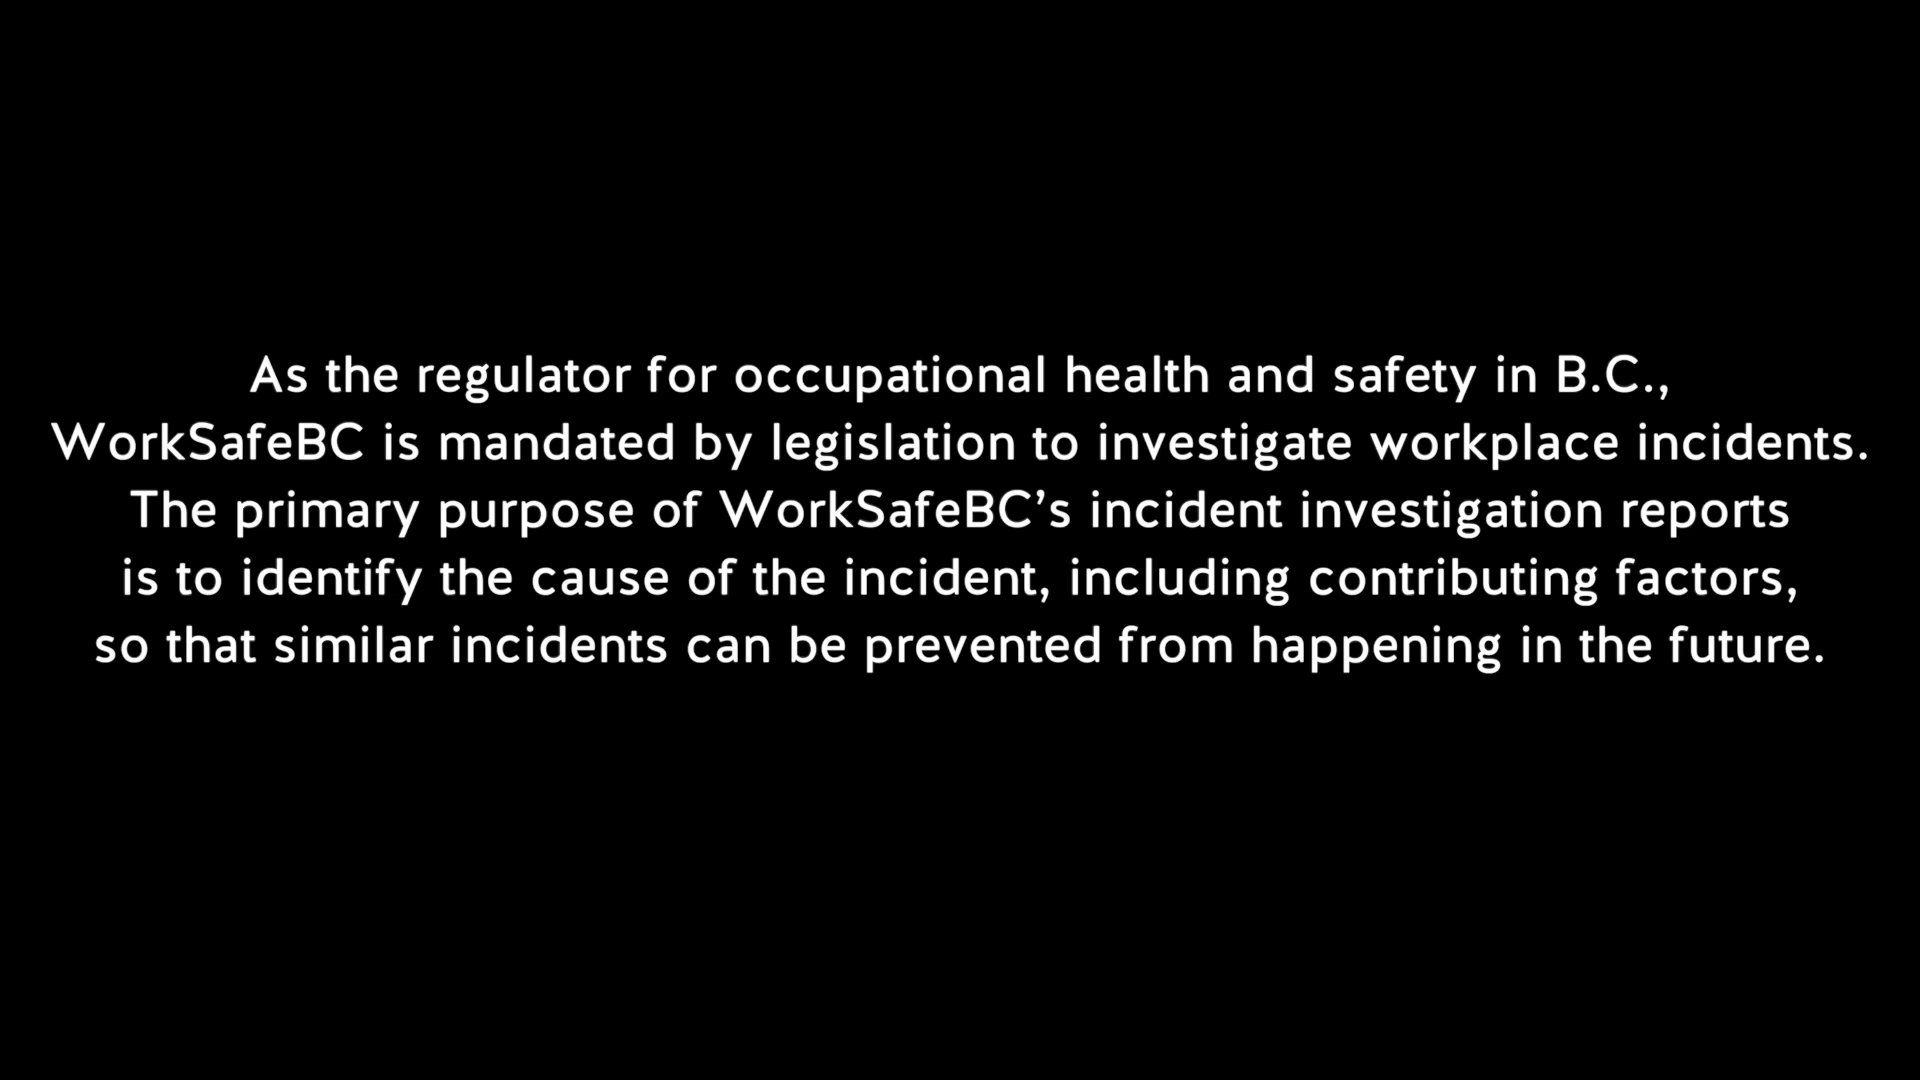 As the regulator for occupational health and safety in B.C.,
WorkSafeBC is mandated by legislation to investigate workplace incidents.
The primary purpose of WorkSafeBC’s incident investigation reports
is to identify the cause of the incident, including contributing factors,
so that similar incidents can be prevented from happening in the future.